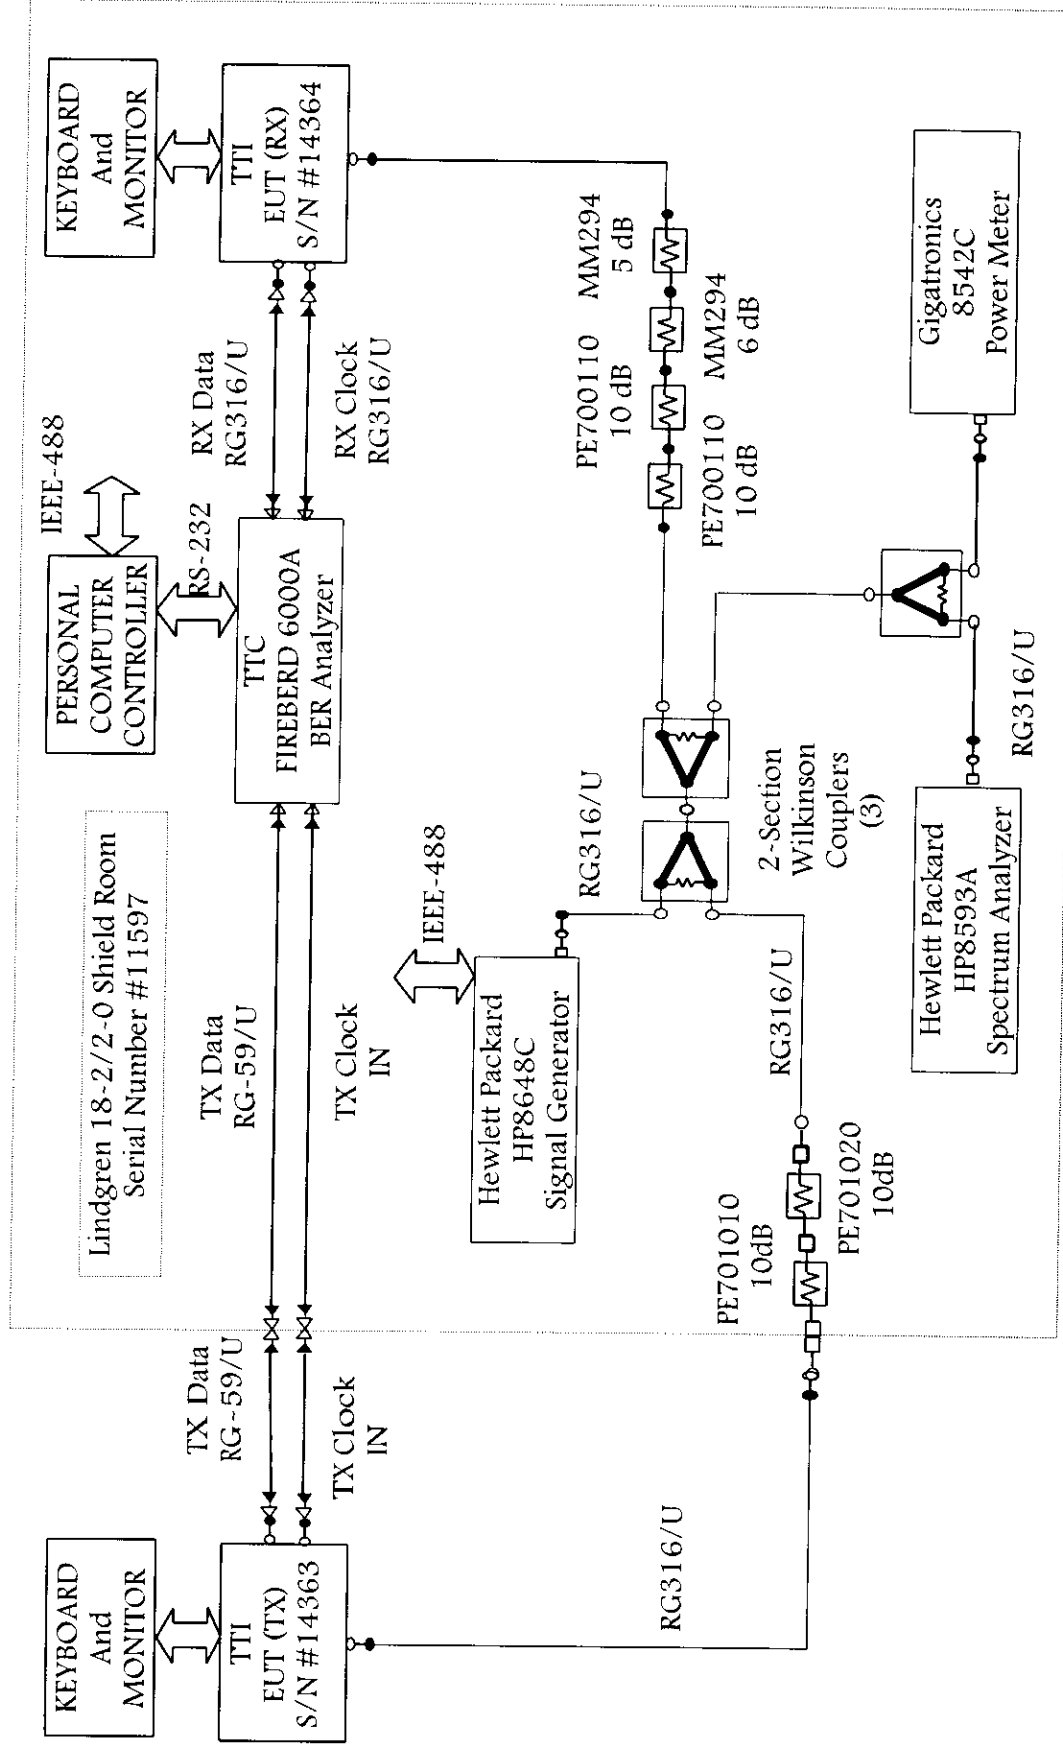 KEYBOARD
And
MONITOR
TTI
EUT (TX)
S/N #14363
TX Data
RG-59/U
TX Clock
IN
RG316/U
Lindgren 18-2/2-0 Shield Room
Serial Number #11597
TX Data
RG-59/U
TX Clock
IN
PERSONAL
COMPUTER
CONTROLLER
IEEE-488
RS-232
TTC
FIREBERD 6000A
BER Analyzer
RX Data
RG316/U
RX Clock
RG316/U
KEYBOARD
And
MONITOR
TTI
EUT (RX)
S/N #14364
IEEE-488
Hewlett Packard
HP8648C
Signal Generator
RG316/U
PE701010
10dB
PE701020
10dB
RG316/U
2-Section
Wilkinson
Couplers
(3)
PE700110
10 dB
MM294
5 dB
PE700110
10 dB
MM294
6 dB
Hewlett Packard
HP8593A
Spectrum Analyzer
RG316/U
Gigatronics
8542C
Power Meter